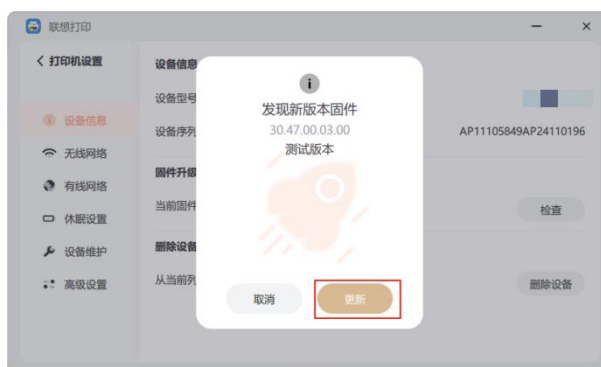 联想打印
打印机设置
设备信息
无线网络
有线网络
休眠设置
设备维护
高级设置
设备信息
设备型号
设备序列
AP11105849AP24110196
固件升级
当前固件
检查
删除设备
从当前列
删除设备
发现新版本固件
30.47.00.03.00
测试版本
取消
更新